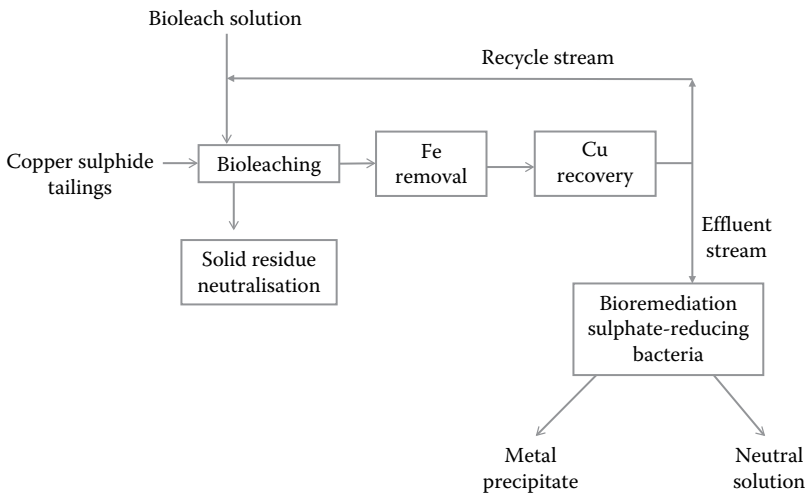 Bioleach solution
Recycle stream
Copper sulphide
tailings
Bioleaching
Fe
removal
Cu
recovery
Solid residue
neutralisation
Effluent
stream
Bioremediation
sulphate-reducing
bacteria
Metal
precipitate
Neutral
solution